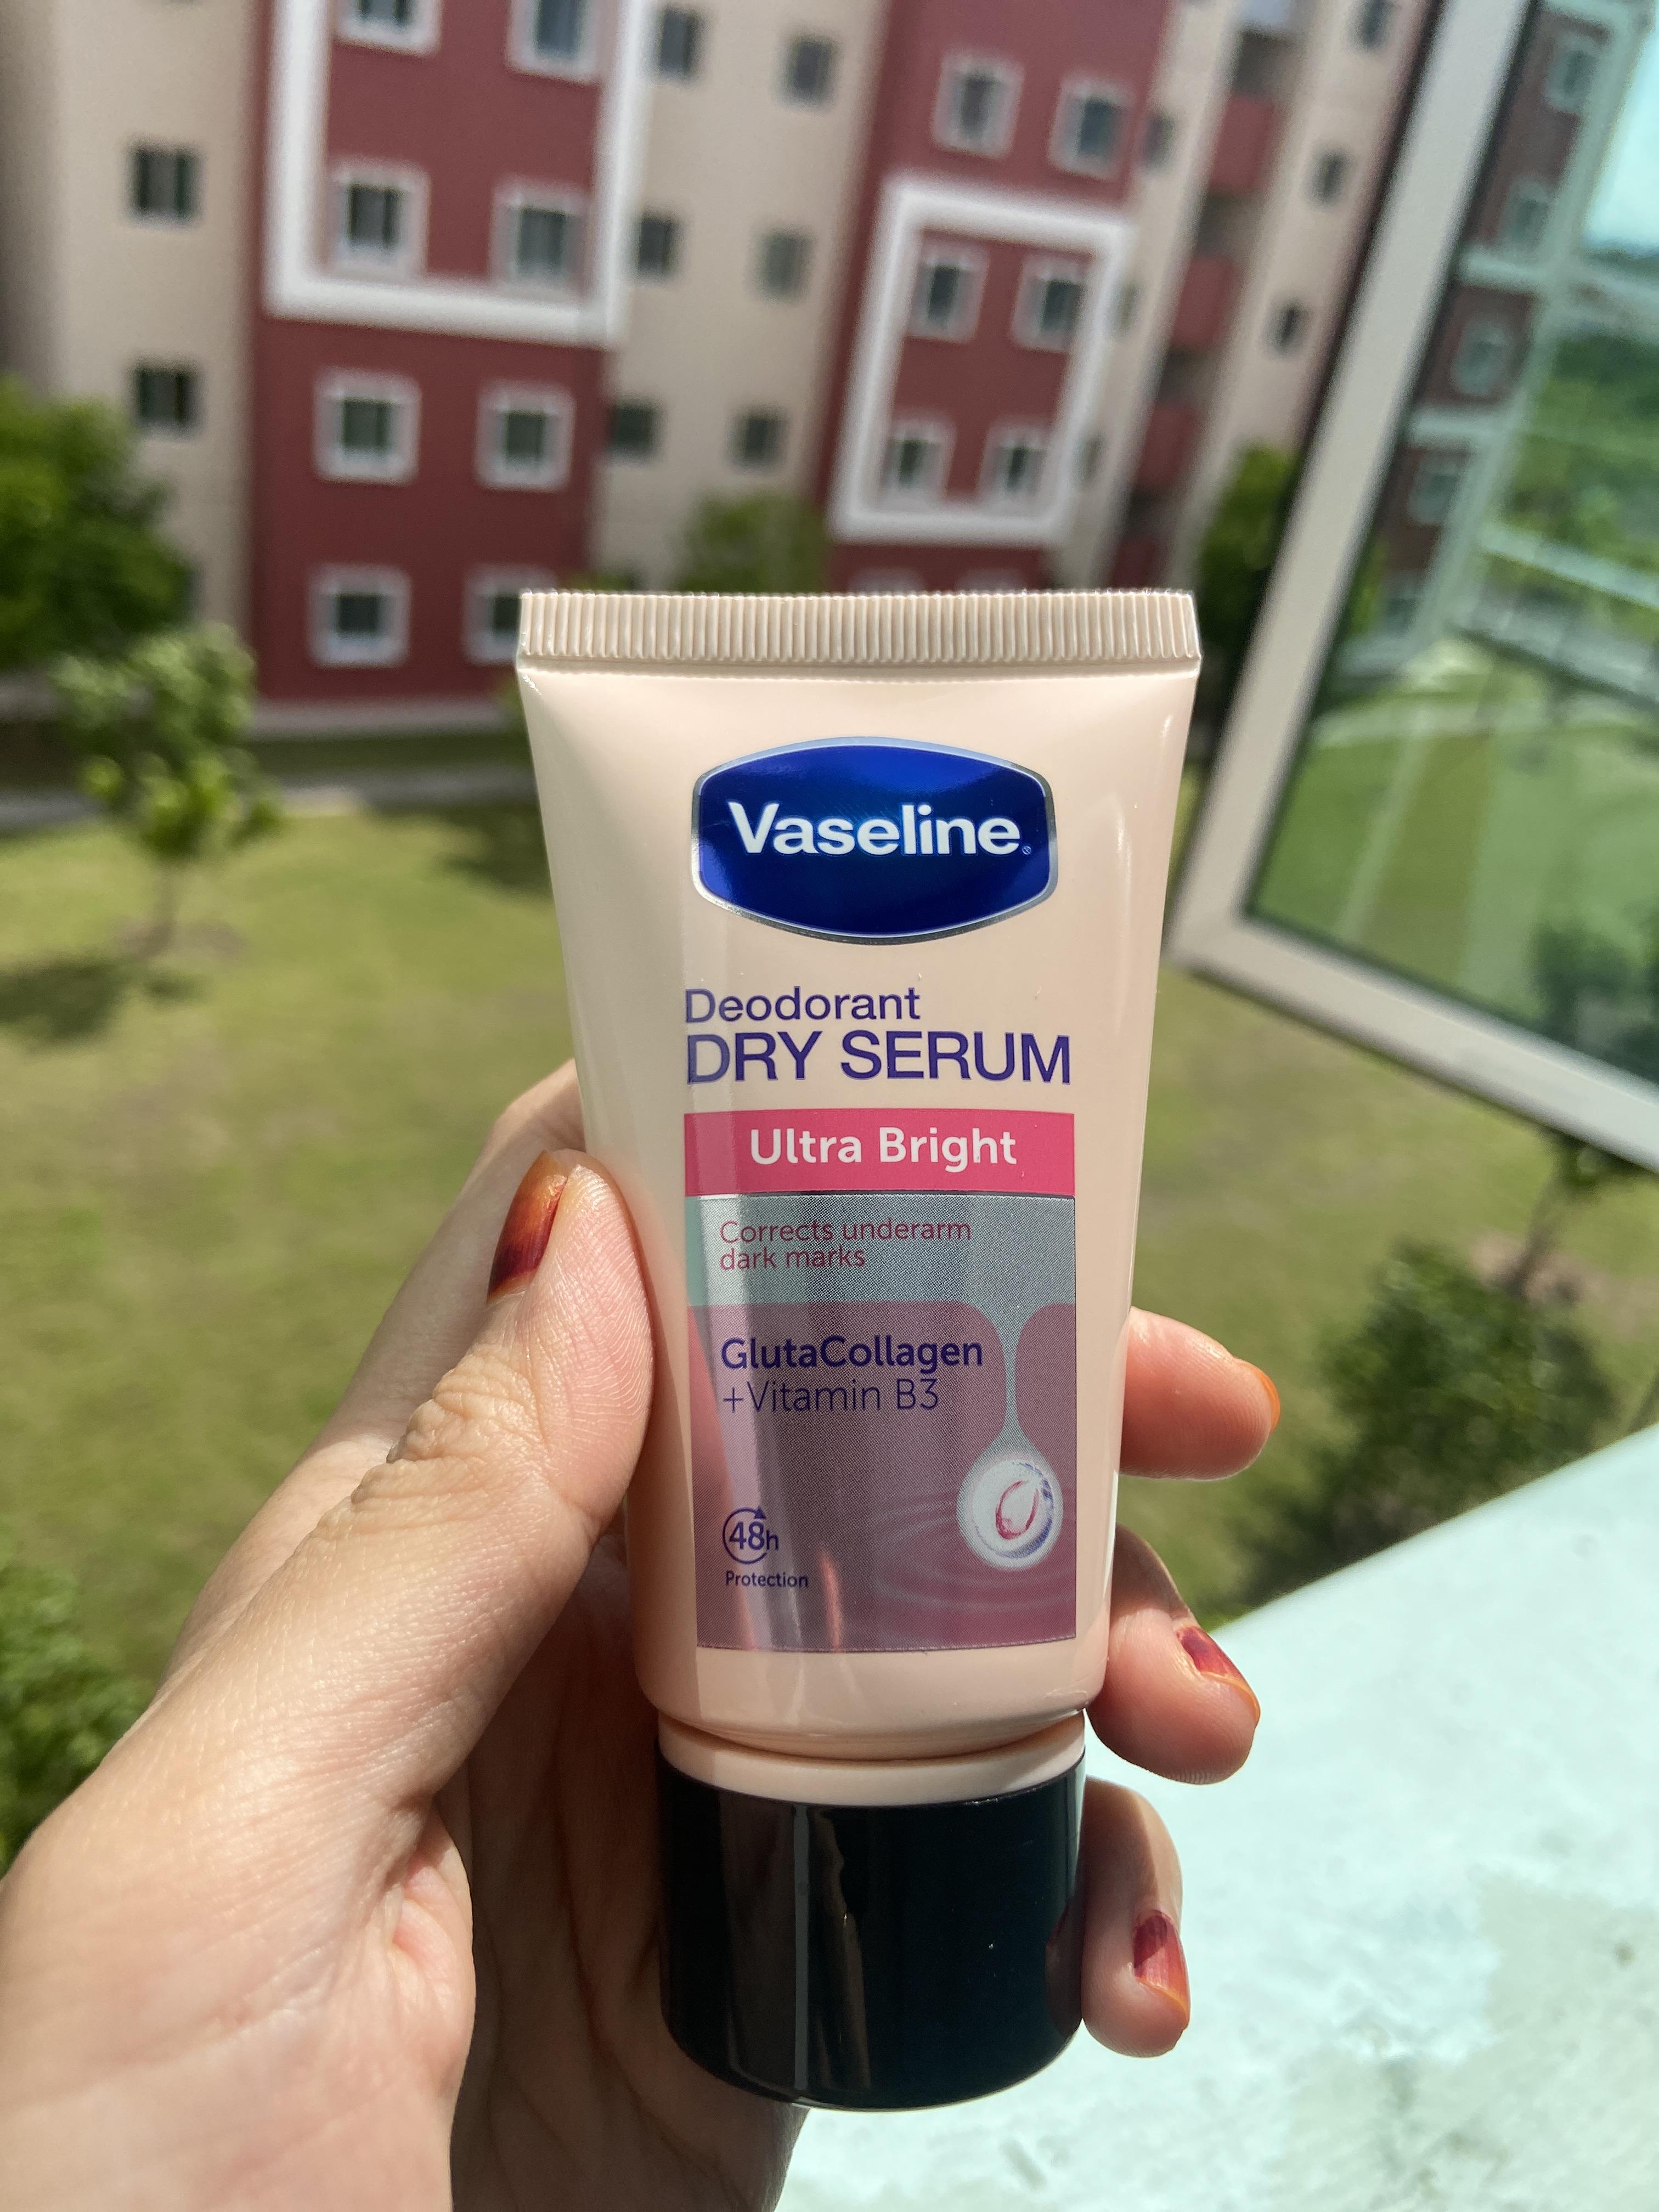 Vaseline®
Deodorant
DRY SERUM
Ultra Bright
Corrects underarm
dark marks
GlutaCollagen
+Vitamin B3
48h
Protection